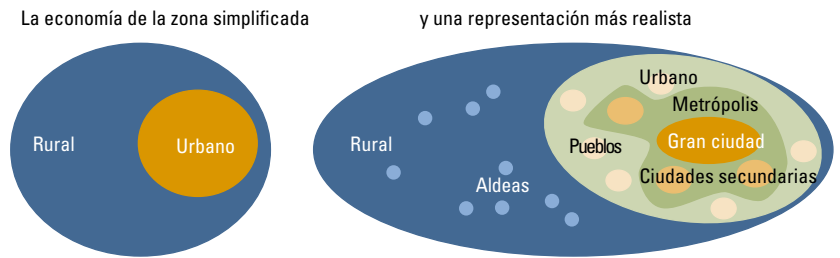 La economía de la zona simplificada
y una representación más realista
Rural
Urbano
Urbano
Metrópolis
Rural
Pueblos
Gran ciudad
Aldeas
Ciudades secundarias